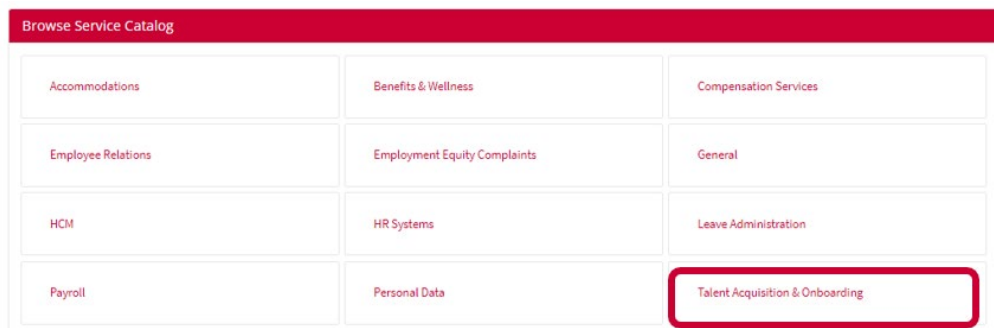 Browse Service Catalog
Accommodations
Benefits & Wellness
Compensation Services
Employee Relations
Employment Equity Complaints
General
HCM
HR Systems
Leave Administration
Payroll
Personal Data
Talent Acquisition & Onboarding